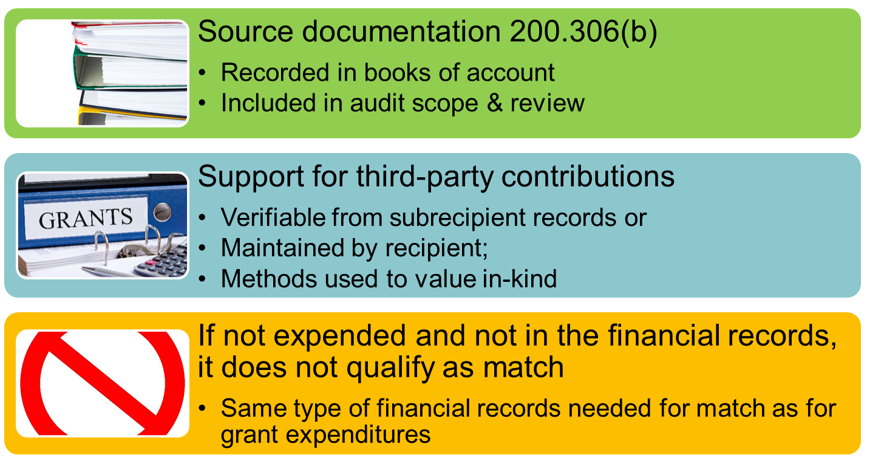 Source documentation 200.306(b)
• Recorded in books of account
• Included in audit scope & review
Support for third-party contributions
GRANTS
• Verifiable from subrecipient records or
• Maintained by recipient;
• Methods used to value in-kind
If not expended and not in the financial records,
it does not qualify as match
• Same type of financial records needed for match as for
grant expenditures